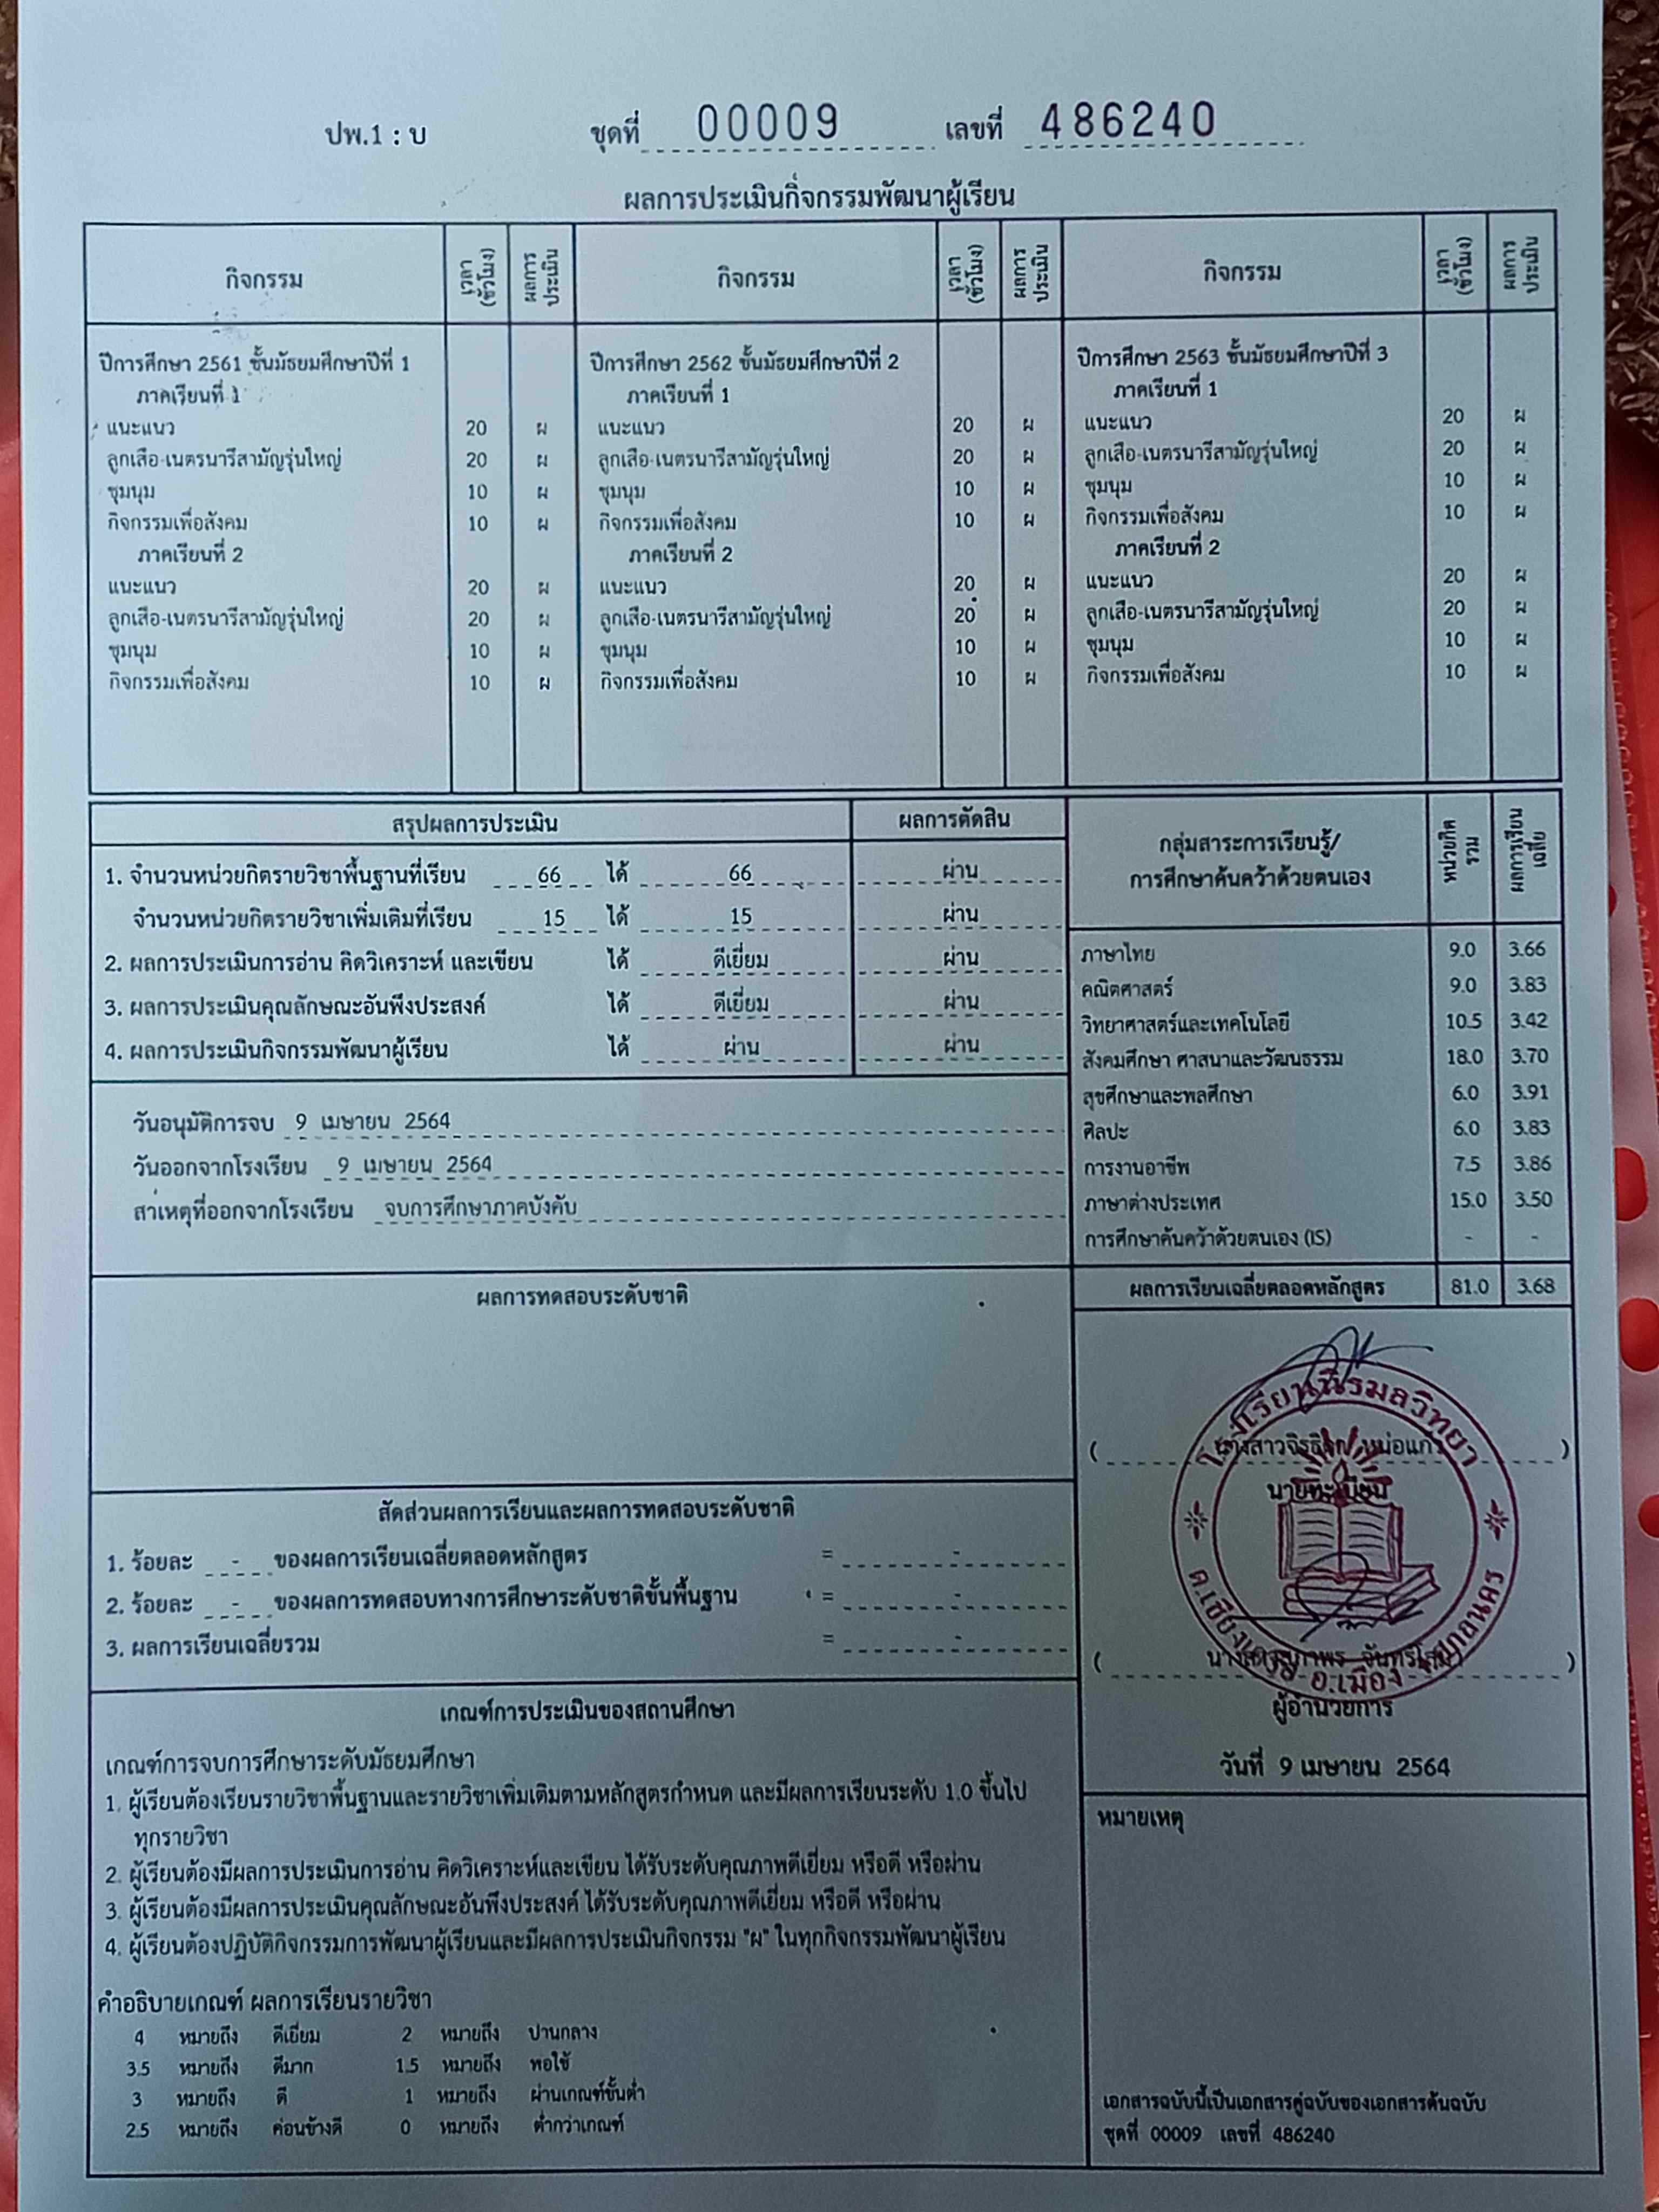 ปพ.1 : บ ชุดที่ 00009 เลขที่ 486240
ผลการประเมินกิจกรรมพัฒนาผู้เรียน
กิจกรรม เวลา (ชั่วโมง) ผลการประเมิน กิจกรรม เวลา (ชั่วโมง) ผลการประเมิน กิจกรรม เวลา (ชั่วโมง) ผลการประเมิน
ปีการศึกษา 2561 ชั้นมัธยมศึกษาปีที่ 1 ปีการศึกษา 2562 ชั้นมัธยมศึกษาปีที่ 2 ปีการศึกษา 2563 ชั้นมัธยมศึกษาปีที่ 3
ภาคเรียนที่ 1 ภาคเรียนที่ 1 ภาคเรียนที่ 1
แนะแนว 20 ผ แนะแนว 20 ผ แนะแนว 20 ผ
ลูกเสือ-เนตรนารีสามัญรุ่นใหญ่ 20 ผ ลูกเสือ-เนตรนารีสามัญรุ่นใหญ่ 20 ผ ลูกเสือ-เนตรนารีสามัญรุ่นใหญ่ 20 ผ
ชุมนุม 10 ผ ชุมนุม 10 ผ ชุมนุม 10 ผ
กิจกรรมเพื่อสังคม 10 ผ กิจกรรมเพื่อสังคม 10 ผ กิจกรรมเพื่อสังคม 10 ผ
ภาคเรียนที่ 2 ภาคเรียนที่ 2 ภาคเรียนที่ 2
แนะแนว 20 ผ แนะแนว 20 ผ แนะแนว 20 ผ
ลูกเสือ-เนตรนารีสามัญรุ่นใหญ่ 20 ผ ลูกเสือ-เนตรนารีสามัญรุ่นใหญ่ 20 ผ ลูกเสือ-เนตรนารีสามัญรุ่นใหญ่ 20 ผ
ชุมนุม 10 ผ ชุมนุม 10 ผ ชุมนุม 10 ผ
กิจกรรมเพื่อสังคม 10 ผ กิจกรรมเพื่อสังคม 10 ผ กิจกรรมเพื่อสังคม 10 ผ
สรุปผลการประเมิน ผลการตัดสิน
1. จำนวนหน่วยกิตรายวิชาพื้นฐานที่เรียน 66 ได้ 66 ผ่าน
จำนวนหน่วยกิตรายวิชาเพิ่มเติมที่เรียน 15 ได้ 15 ผ่าน
2. ผลการประเมินการอ่าน คิดวิเคราะห์ และเขียน ได้ ดีเยี่ยม ผ่าน
3. ผลการประเมินคุณลักษณะอันพึงประสงค์ ได้ ดีเยี่ยม ผ่าน
4. ผลการประเมินกิจกรรมพัฒนาผู้เรียน ได้ ผ่าน ผ่าน
วันอนุมัติการจบ 9 เมษายน 2564
วันออกจากโรงเรียน 9 เมษายน 2564
สาเหตุที่ออกจากโรงเรียน จบการศึกษาภาคบังคับ
กลุ่มสาระการเรียนรู้/ หน่วยกิตรวม ผลการเรียนเฉลี่ย
การศึกษาค้นคว้าด้วยตนเอง
ภาษาไทย 9.0 3.66
คณิตศาสตร์ 9.0 3.83
วิทยาศาสตร์และเทคโนโลยี 10.5 3.42
สังคมศึกษา ศาสนาและวัฒนธรรม 18.0 3.70
สุขศึกษาและพลศึกษา 6.0 3.91
ศิลปะ 6.0 3.83
การงานอาชีพ 7.5 3.86
ภาษาต่างประเทศ 15.0 3.50
การศึกษาค้นคว้าด้วยตนเอง (IS) - -
ผลการเรียนเฉลี่ยตลอดหลักสูตร 81.0 3.68
ผลการทดสอบระดับชาติ
สัดส่วนผลการเรียนและผลการทดสอบระดับชาติ
1. ร้อยละ - ของผลการเรียนเฉลี่ยตลอดหลักสูตร = -
2. ร้อยละ - ของผลการทดสอบทางการศึกษาระดับชาติขั้นพื้นฐาน = -
3. ผลการเรียนเฉลี่ยรวม = -
โรงเรียนนิรมลวิทยา
นายทะเบียน
อ.เมือง
ผู้อำนวยการ
วันที่ 9 เมษายน 2564
เกณฑ์การประเมินของสถานศึกษา
เกณฑ์การจบการศึกษาระดับมัธยมศึกษา
1. ผู้เรียนต้องเรียนรายวิชาพื้นฐานและรายวิชาเพิ่มเติมตามหลักสูตรกำหนด และมีผลการเรียนระดับ 1.0 ขึ้นไป
ทุกรายวิชา
2. ผู้เรียนต้องมีผลการประเมินการอ่าน คิดวิเคราะห์และเขียน ได้รับระดับคุณภาพดีเยี่ยม หรือดี หรือผ่าน
3. ผู้เรียนต้องมีผลการประเมินคุณลักษณะอันพึงประสงค์ ได้รับระดับคุณภาพดีเยี่ยม หรือดี หรือผ่าน
4. ผู้เรียนต้องปฏิบัติกิจกรรมการพัฒนาผู้เรียนและมีผลการประเมินกิจกรรม "ผ" ในทุกกิจกรรมพัฒนาผู้เรียน
คำอธิบายเกณฑ์ ผลการเรียนรายวิชา
4 หมายถึง ดีเยี่ยม 2 หมายถึง ปานกลาง
3.5 หมายถึง ดีมาก 1.5 หมายถึง พอใช้
3 หมายถึง ดี 1 หมายถึง ผ่านเกณฑ์ขั้นต่ำ
2.5 หมายถึง ค่อนข้างดี 0 หมายถึง ต่ำกว่าเกณฑ์
หมายเหตุ
เอกสารฉบับนี้เป็นเอกสารคู่ฉบับของเอกสารต้นฉบับ
ชุดที่ 00009 เลขที่ 486240